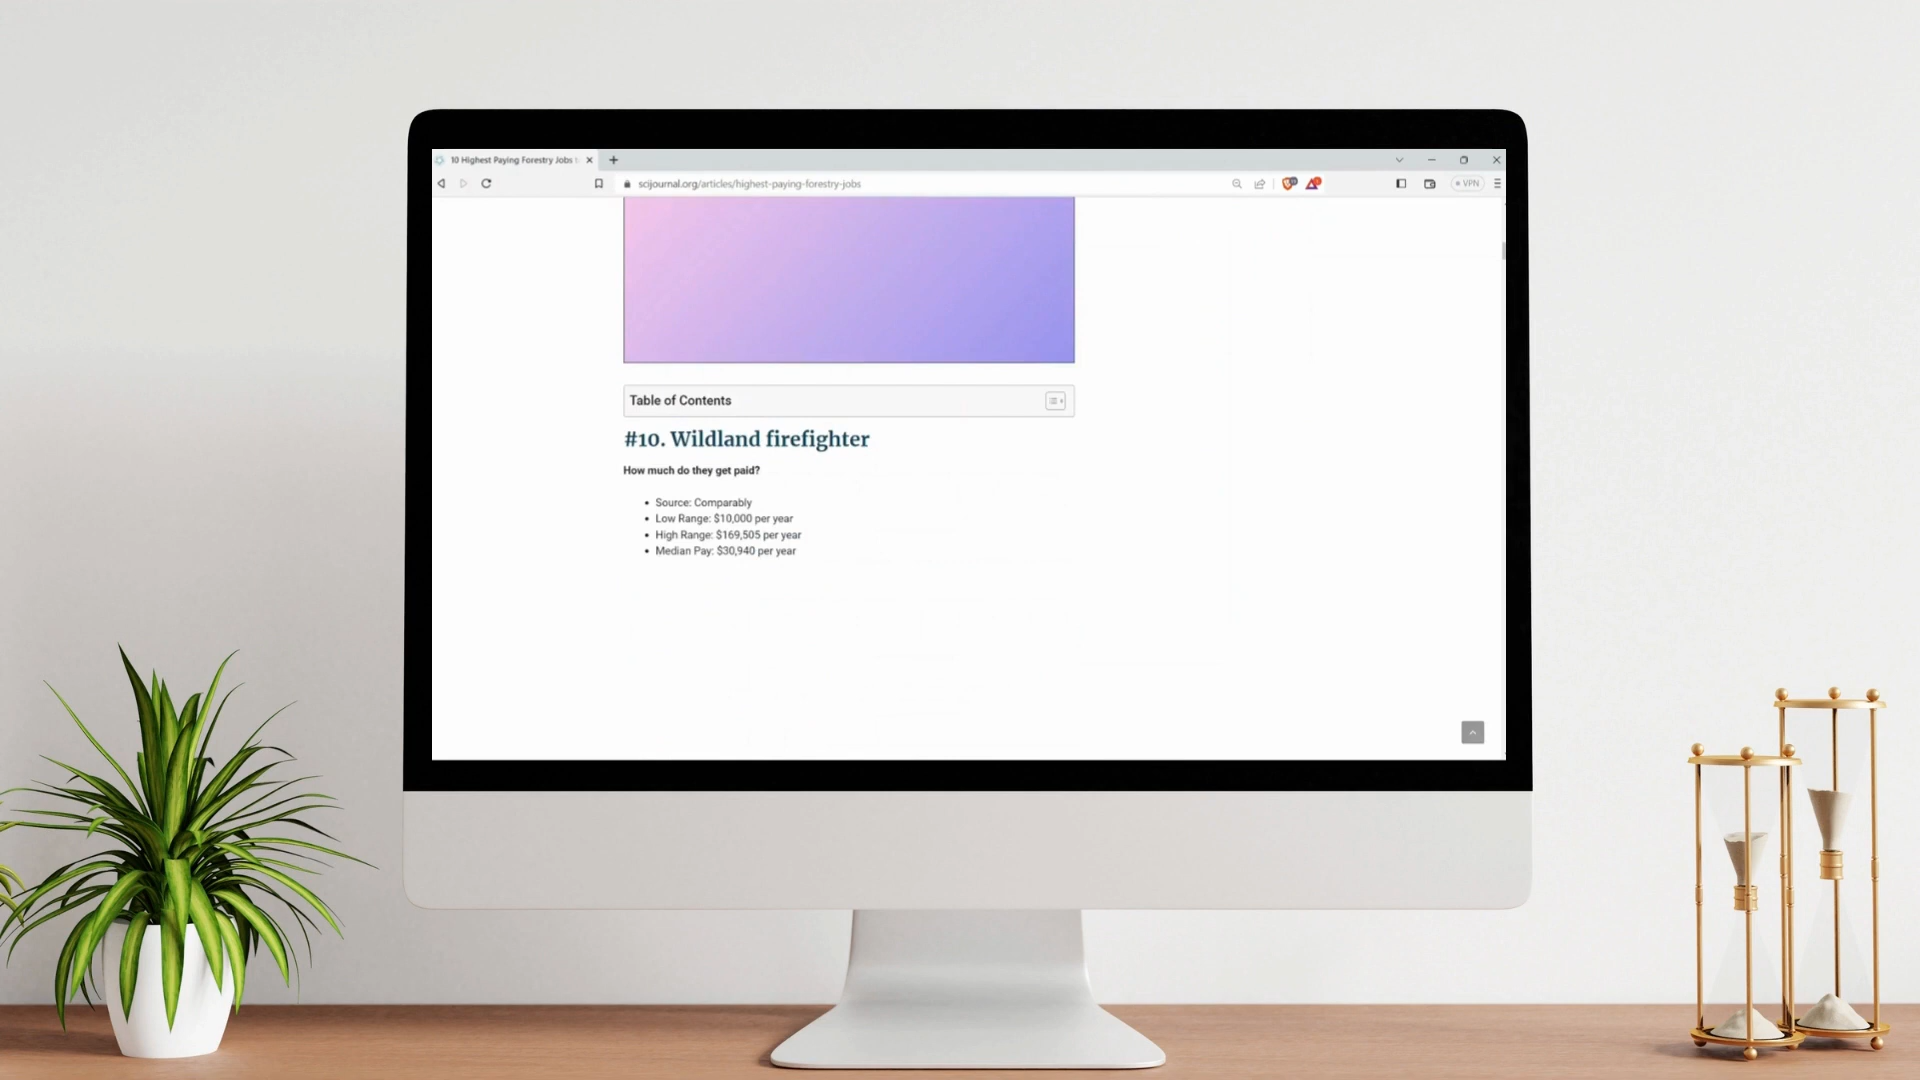 10 Highest Paying Forestry Jobs
scijournal.org/articles/highest-paying-forestry-jobs
VPN
Table of Contents
#10. Wildland firefighter
How much do they get paid?
Source: Comparably
Low Range: $10,000 per year
High Range: $169,505 per year
Median Pay: $30,940 per year